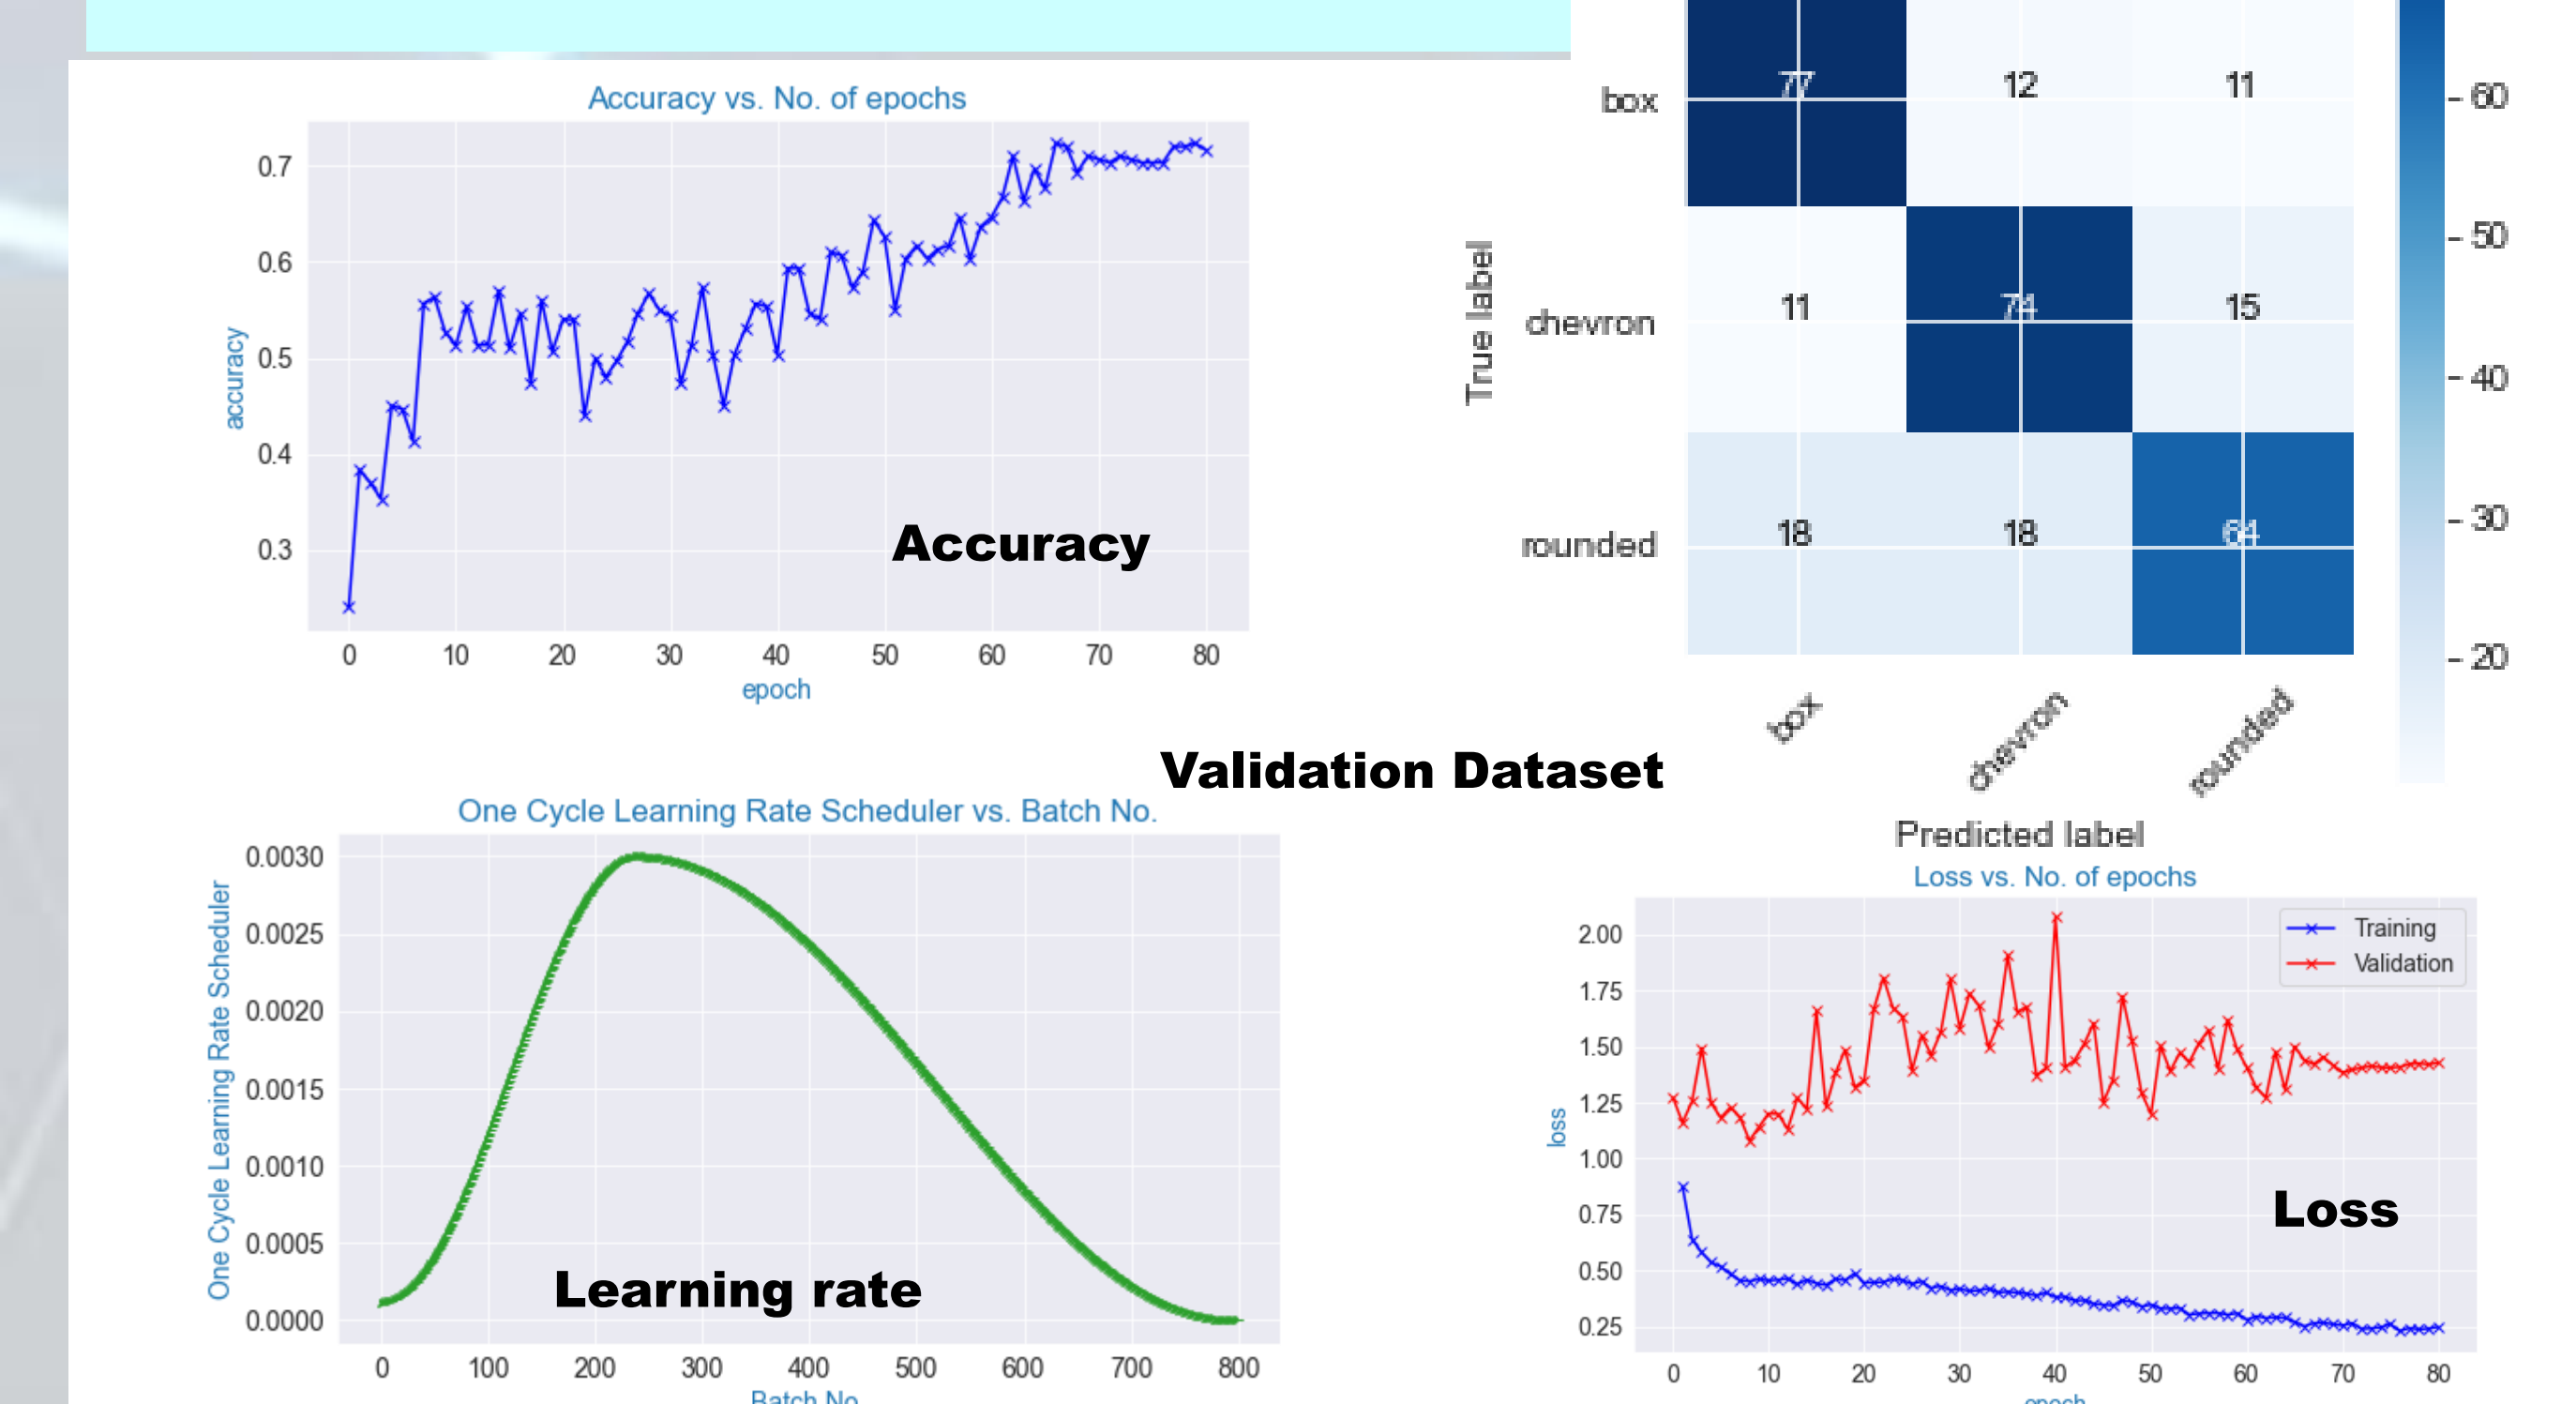 Accuracy vs. No. of epochs
accuracy
0.7
0.6
0.5
0.4
0.3
Accuracy
0 10 20 30 40 50 60 70 80
epoch
True label
box 77 12 11
chevron 11 74 15
rounded 18 18 64
60
50
40
30
20
box chevron rounded
Predicted label
Validation Dataset
One Cycle Learning Rate Scheduler vs. Batch No.
One Cycle Learning Rate Scheduler
0.0030
0.0025
0.0020
0.0015
0.0010
0.0005
0.0000
Learning rate
0 100 200 300 400 500 600 700 800
Batch No.
Loss vs. No. of epochs
Training
Validation
loss
2.00
1.75
1.50
1.25
1.00
0.75
0.50
0.25
Loss
0 10 20 30 40 50 60 70 80
epoch